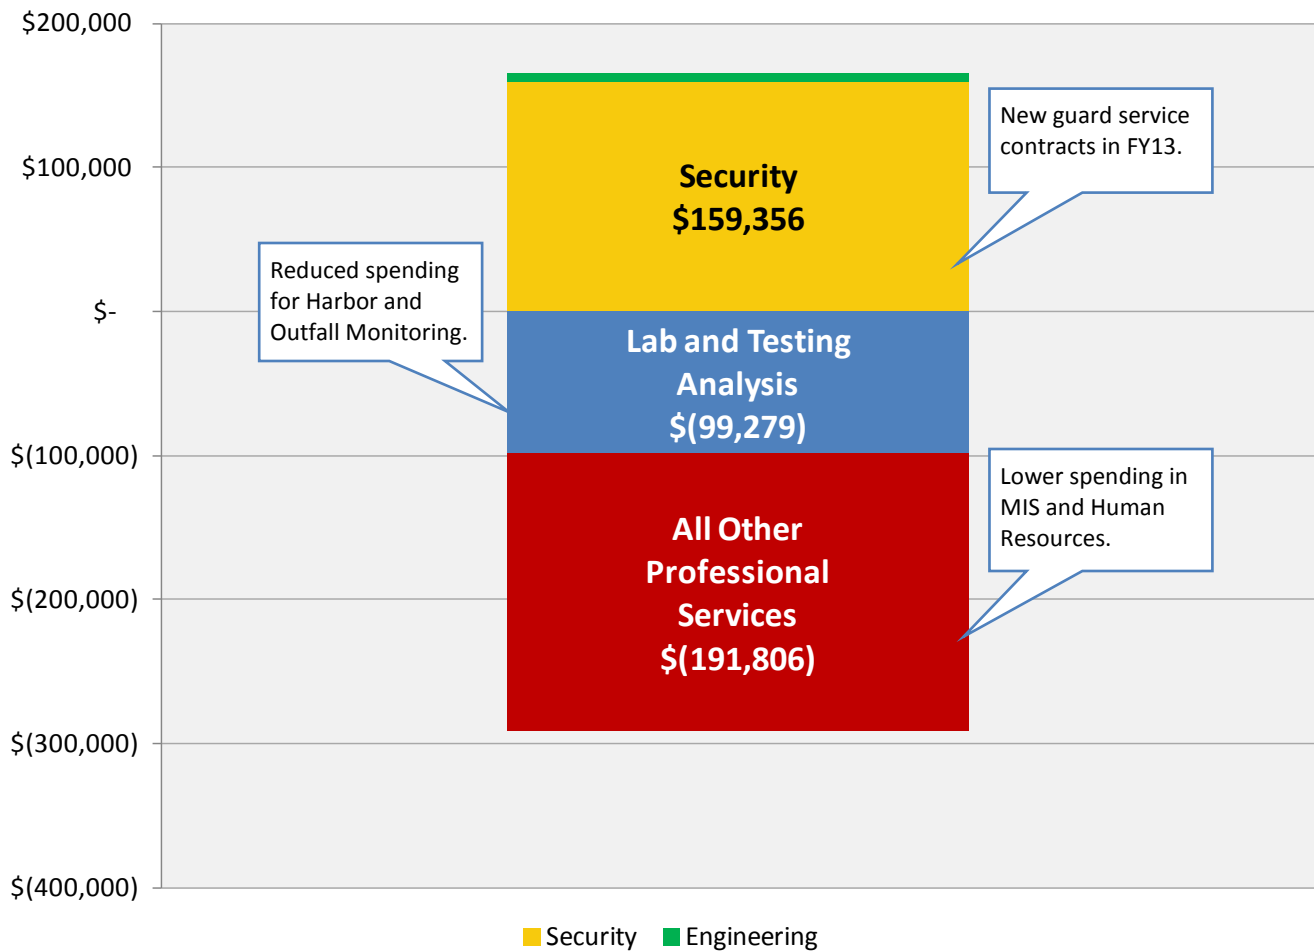 $200,000
$100,000
$-
$(100,000)
$(200,000)
$(300,000)
$(400,000)
Security
$159,356
New guard service
contracts in FY13.
Reduced spending
for Harbor and
Outfall Monitoring.
Lab and Testing
Analysis
$(99,279)
Lower spending in
MIS and Human
Resources.
All Other
Professional
Services
$(191,806)
Security Engineering